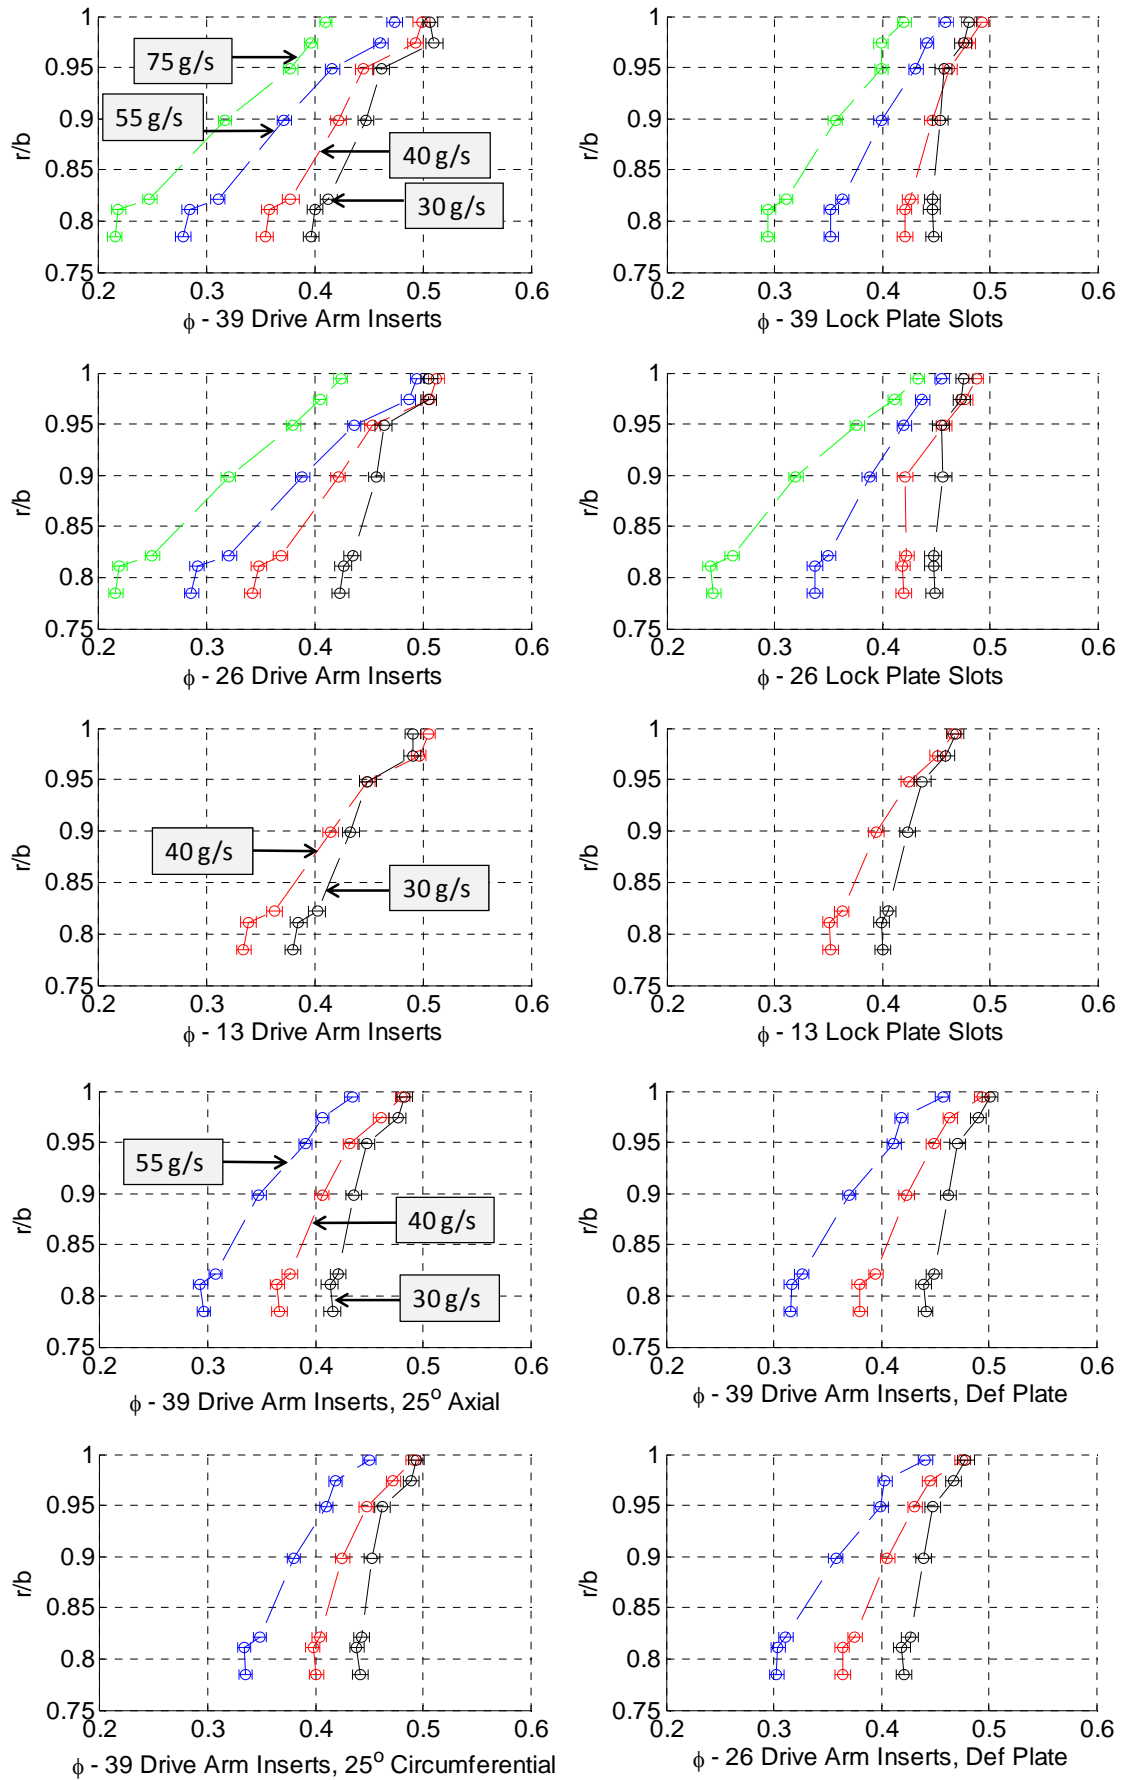 1
0.95
0.9
0.85
0.8
0.75
r/b
75 g/s
55 g/s
40 g/s
30 g/s
0.2 0.3 0.4 0.5 0.6
ϕ - 39 Drive Arm Inserts
1
0.95
0.9
0.85
0.8
0.75
r/b
0.2 0.3 0.4 0.5 0.6
ϕ - 39 Lock Plate Slots
1
0.95
0.9
0.85
0.8
0.75
r/b
0.2 0.3 0.4 0.5 0.6
ϕ - 26 Drive Arm Inserts
1
0.95
0.9
0.85
0.8
0.75
r/b
0.2 0.3 0.4 0.5 0.6
ϕ - 26 Lock Plate Slots
1
0.95
0.9
0.85
0.8
0.75
r/b
40 g/s
30 g/s
0.2 0.3 0.4 0.5 0.6
ϕ - 13 Drive Arm Inserts
1
0.95
0.9
0.85
0.8
0.75
r/b
0.2 0.3 0.4 0.5 0.6
ϕ - 13 Lock Plate Slots
1
0.95
0.9
0.85
0.8
0.75
r/b
55 g/s
40 g/s
30 g/s
0.2 0.3 0.4 0.5 0.6
ϕ - 39 Drive Arm Inserts, 25° Axial
1
0.95
0.9
0.85
0.8
0.75
r/b
0.2 0.3 0.4 0.5 0.6
ϕ - 39 Drive Arm Inserts, Def Plate
1
0.95
0.9
0.85
0.8
0.75
r/b
0.2 0.3 0.4 0.5 0.6
ϕ - 39 Drive Arm Inserts, 25° Circumferential
1
0.95
0.9
0.85
0.8
0.75
r/b
0.2 0.3 0.4 0.5 0.6
ϕ - 26 Drive Arm Inserts, Def Plate